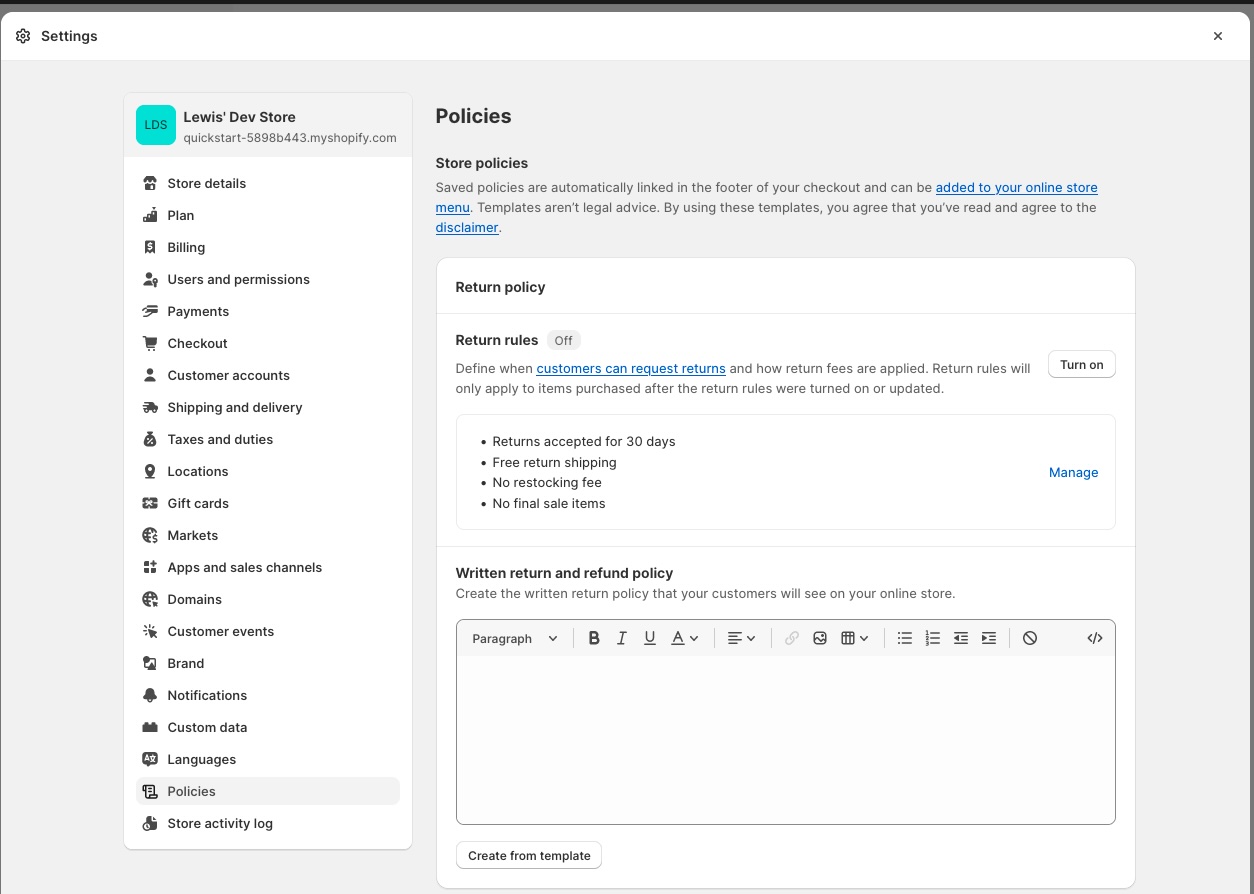 Settings
LDS
Lewis' Dev Store
quickstart-5898b443.myshopify.com
Store details
Plan
Billing
Users and permissions
Payments
Checkout
Customer accounts
Shipping and delivery
Taxes and duties
Locations
Gift cards
Markets
Apps and sales channels
Domains
Customer events
Brand
Notifications
Custom data
Languages
Policies
Store activity log
Policies
Store policies
Saved policies are automatically linked in the footer of your checkout and can be added to your online store
menu. Templates aren’t legal advice. By using these templates, you agree that you’ve read and agree to the
disclaimer.
Return policy
Return rules Off
Define when customers can request returns and how return fees are applied. Return rules will
only apply to items purchased after the return rules were turned on or updated.
Turn on
• Returns accepted for 30 days
• Free return shipping
• No restocking fee
• No final sale items
Manage
Written return and refund policy
Create the written return policy that your customers will see on your online store.
Paragraph B I U A </>
Create from template